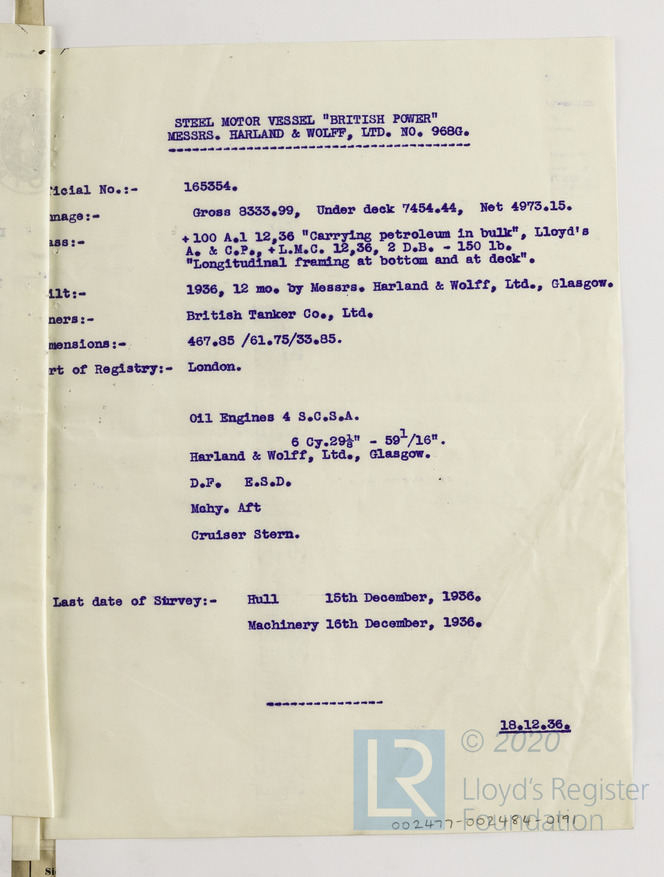 STEEL MOTOR VESSEL "BRITISH POWER"
MESSRS. HARLAND & WOLFF, LTD. NO. 968G.
icial No.:- 165354.
nage:- Gross 8333.99, Under deck 7454.44, Net 4973.15.
ass:- +100 A.1 12,36 "Carrying petroleum in bulk", Lloyd's
A. & C.P., +L.M.C. 12,36, 2 D.B. - 150 lb.
"Longitudinal framing at bottom and at deck".
ilt:- 1936, 12 mo. by Messrs. Harland & Wolff, Ltd., Glasgow.
ners:- British Tanker Co., Ltd.
mensions:- 467.85 /61.75/33.85.
rt of Registry:- London.
Oil Engines 4 S.C.S.A.
6 Cy.29⅛" - 59 1/16".
Harland & Wolff, Ltd., Glasgow.
D.F. E.S.D.
Mchy. Aft
Cruiser Stern.
Last date of Survey:- Hull 15th December, 1936.
Machinery 16th December, 1936.
18.12.36.
LR © 2020
Lloyd's Register
Foundation
002477-002484-0191